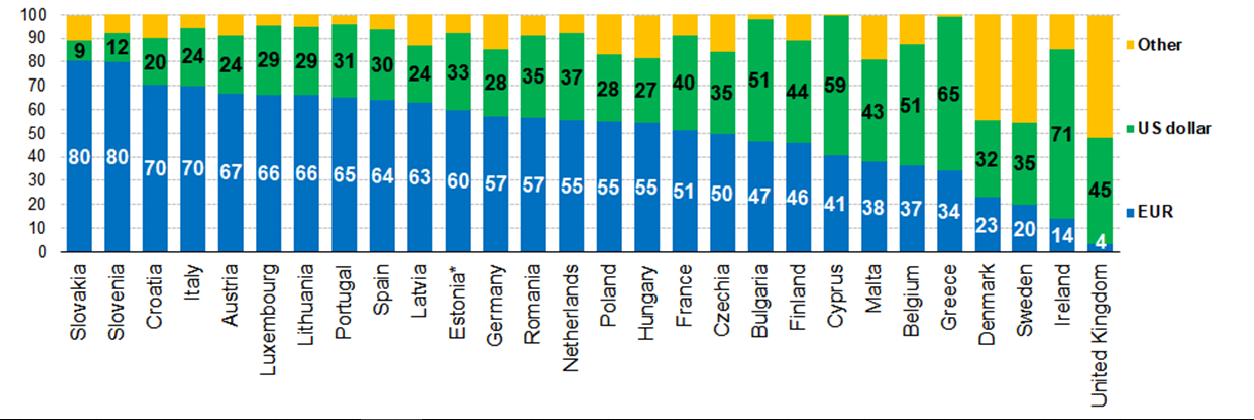 100
90
80
70
60
50
40
30
20
10
0
9 12 20 24 24 29 29 31 30 24 33 28 35 37 28 27 40 35 51 44 59 43 51 65 32 35 71 45
80 80 70 70 67 66 66 65 64 63 60 57 57 55 55 55 51 50 47 46 41 38 37 34 23 20 14 4
Slovakia
Slovenia
Croatia
Italy
Austria
Luxembourg
Lithuania
Portugal
Spain
Latvia
Estonia*
Germany
Romania
Netherlands
Poland
Hungary
France
Czechia
Bulgaria
Finland
Cyprus
Malta
Belgium
Greece
Denmark
Sweden
Ireland
United Kingdom
Other
US dollar
EUR